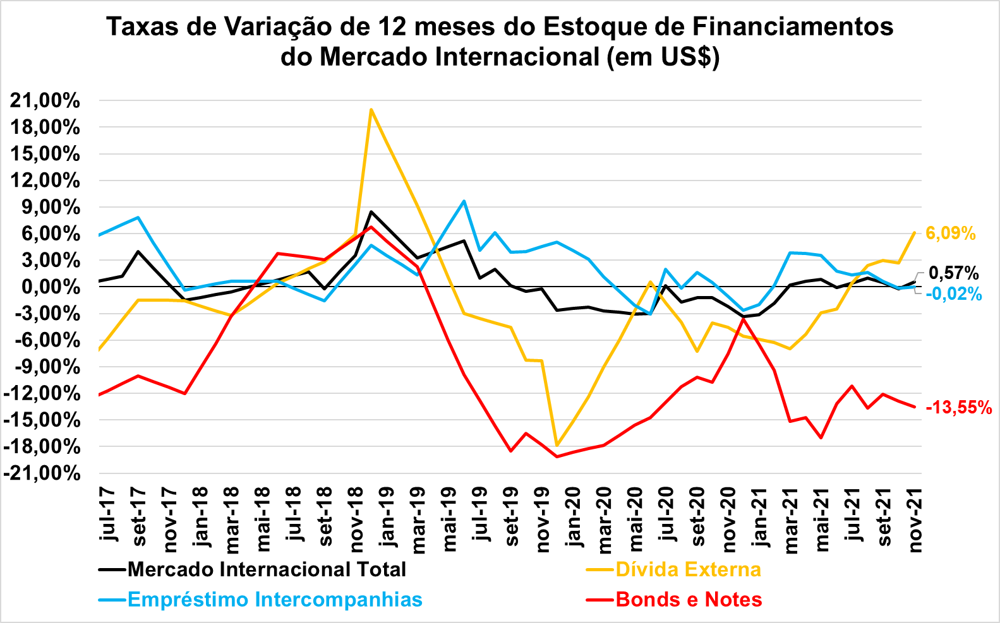 Taxas de Variação de 12 meses do Estoque de Financiamentos
do Mercado Internacional (em US$)
21,00%
18,00%
15,00%
12,00%
9,00%
6,00%
3,00%
0,00%
-3,00%
-6,00%
-9,00%
-12,00%
-15,00%
-18,00%
-21,00%
6,09%
0,57%
-0,02%
-13,55%
jul-17
set-17
nov-17
jan-18
mar-18
mai-18
jul-18
set-18
nov-18
jan-19
mar-19
mai-19
jul-19
set-19
nov-19
jan-20
mar-20
mai-20
jul-20
set-20
nov-20
jan-21
mar-21
mai-21
jul-21
set-21
nov-21
Mercado Internacional Total
Dívida Externa
Empréstimo Intercompanhias
Bonds e Notes